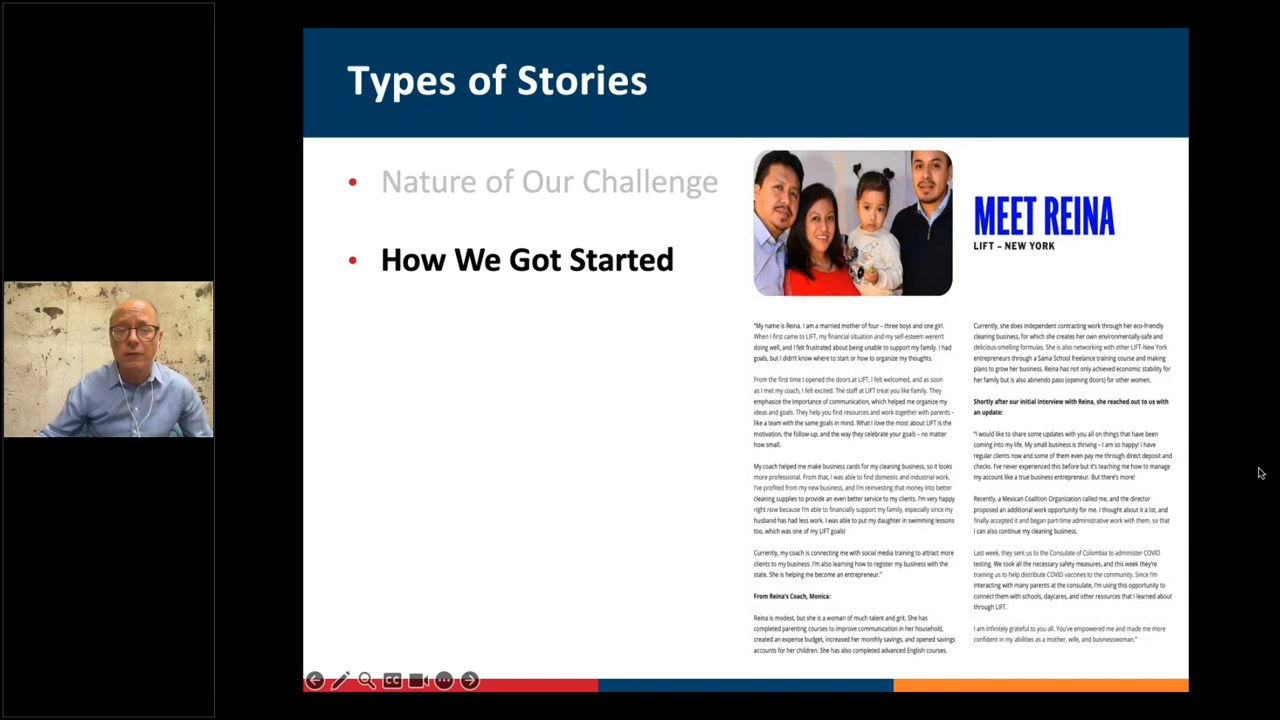 Types of Stories
• Nature of Our Challenge
• How We Got Started
MEET REINA
LIFT – NEW YORK
"My name is Reina. I am a married mother of four – three boys and one girl.
When I first came to LIFT, my financial situation and my self-esteem weren't
doing well, and I felt frustrated about being unable to support my family. I had
goals, but I didn't know where to start or how to organize my thoughts.
From the first time I opened the doors at LIFT, I felt welcomed, and as soon
as I met my coach, I felt excited. The staff at LIFT treat you like family. They
emphasize the importance of communication, which helped me organize my
ideas and goals. They help you find resources and work together with parents –
like a team with the same goals in mind. What I love the most about LIFT is the
motivation, the follow-up, and the way they celebrate your goals – no matter
how small.
My coach helped me make business cards for my cleaning business, so it looks
more professional. From that, I was able to find domestic and industrial work.
I've profited from my new business, and I'm reinvesting that money into better
cleaning supplies to provide an even better service to my clients. I'm very happy
right now because I'm able to financially support my family, especially since my
husband has had less work. I was able to put my daughter in swimming lessons
too, which was one of my LIFT goals!
Currently, my coach is connecting me with social media training to attract more
clients to my business. I'm also learning how to register my business with the
state. She is helping me become an entrepreneur."
From Reina's Coach, Monica:
Reina is modest, but she is a woman of much talent and grit. She has
completed parenting courses to improve communication in her household,
created an expense budget, increased her monthly savings, and opened savings
accounts for her children. She has also completed advanced English courses.
Currently, she does independent contracting work through her eco-friendly
cleaning business, for which she creates her own environmentally-safe and
delicious-smelling formulas. She is also networking with other LIFT-New York
entrepreneurs through a Sama School freelance training course and making
plans to grow her business. Reina has not only achieved economic stability for
her family but is also abriendo paso (opening doors) for other women.
Shortly after our initial interview with Reina, she reached out to us with
an update:
"I would like to share some updates with you all on things that have been
coming into my life. My small business is thriving – I am so happy! I have
regular clients now and some of them even pay me through direct deposit and
checks. I've never experienced this before but it's teaching me how to manage
my account like a true business entrepreneur. But there's more!
Recently, a Mexican Coalition Organization called me, and the director
proposed an additional work opportunity for me. I thought about it a lot, and
finally accepted it and began part-time administrative work with them, so that
I can also continue my cleaning business.
Last week, they sent us to the Consulate of Colombia to administer COVID
testing. We took all the necessary safety measures, and this week they're
training us to help distribute COVID vaccines to the community. Since I'm
interacting with many parents at the consulate, I'm using this opportunity to
connect them with schools, daycares, and other resources that I learned about
through LIFT.
I am infinitely grateful to you all. You've empowered me and made me more
confident in my abilities as a mother, wife, and businesswoman."
CC